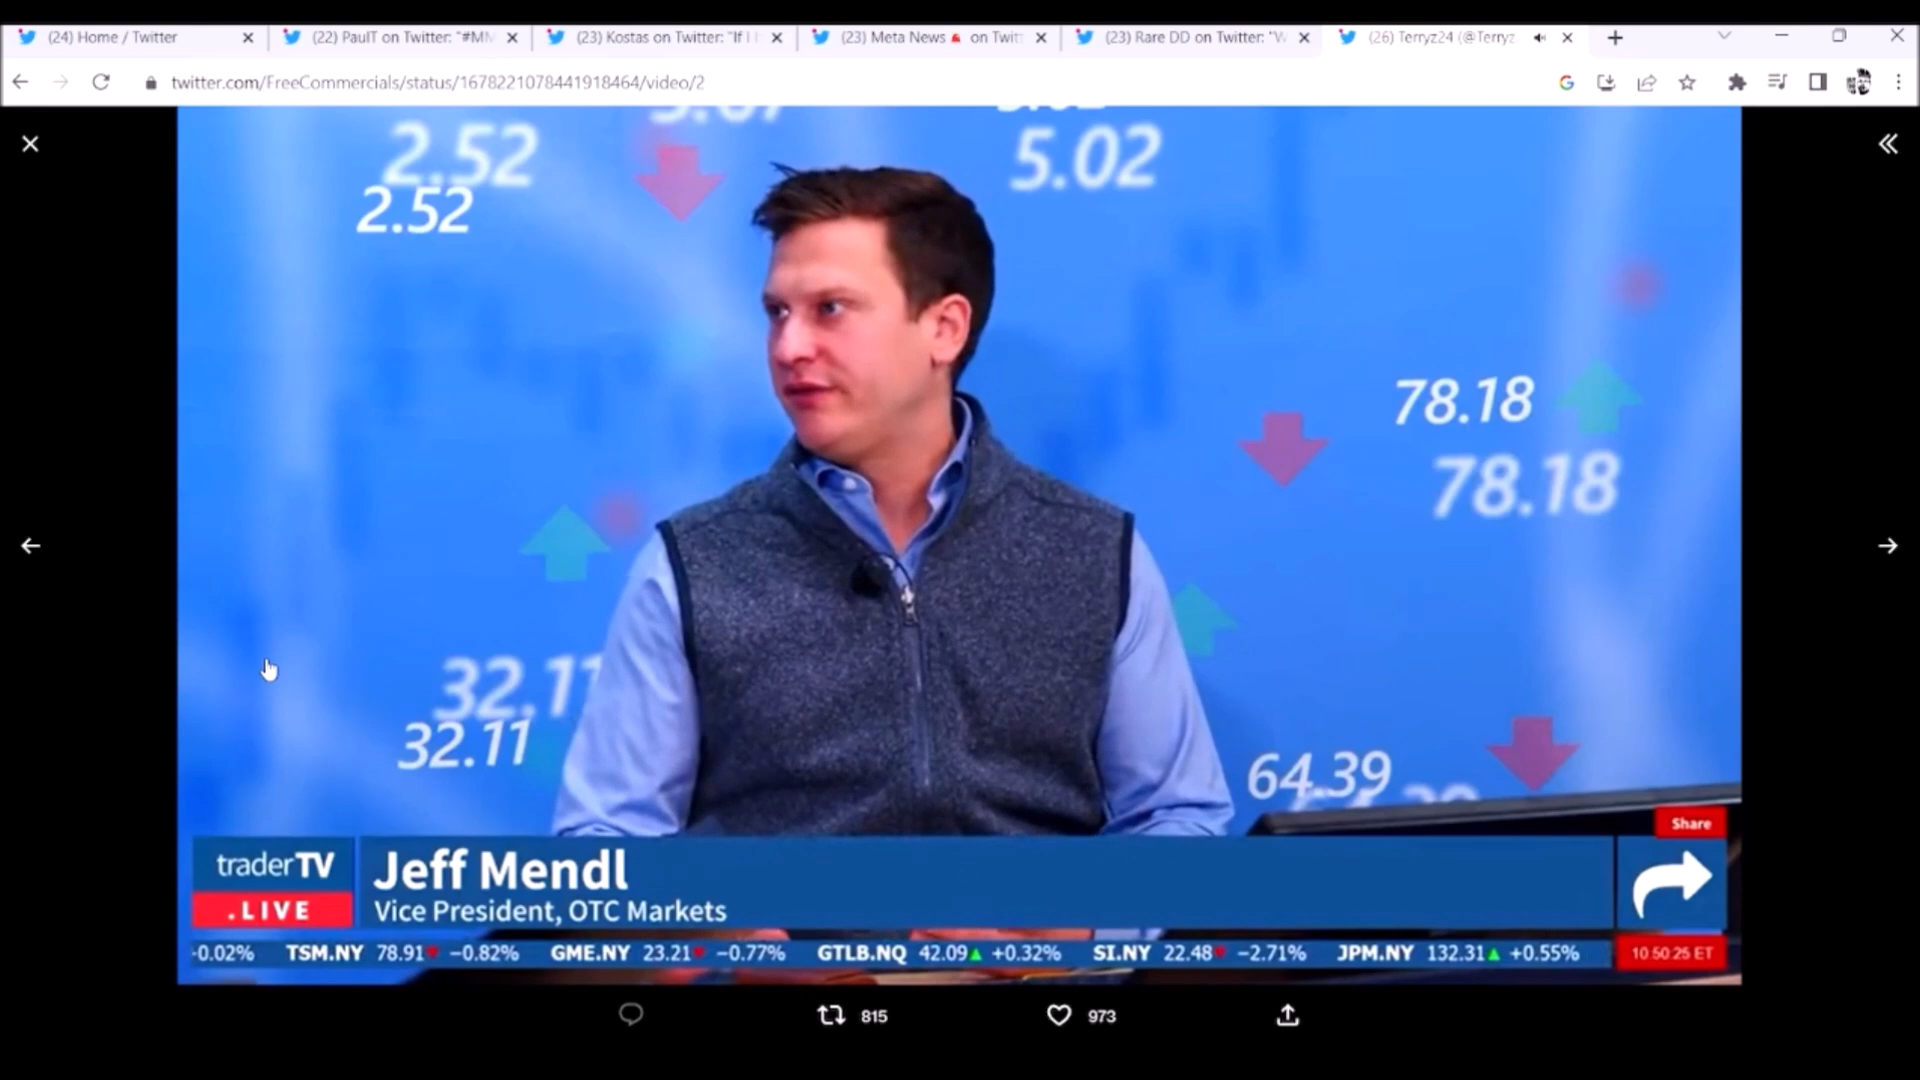 (24) Home / Twitter
(22) PaulT on Twitter: "#MM
(23) Kostas on Twitter: "If I
(23) Meta News on Twitt
(23) Rare DD on Twitter: "W
(26) Terryz24 (@Terryz
twitter.com/FreeCommercials/status/1678221078441918464/video/2
2.52
2.52
5.02
78.18
78.18
32.11
32.11
64.39
Share
traderTV
.LIVE
Jeff Mendl
Vice President, OTC Markets
-0.02% TSM.NY 78.91 −0.82% GME.NY 23.21 −0.77% GTLB.NQ 42.09 +0.32% SI.NY 22.48 −2.71% JPM.NY 132.31 +0.55%
10:50:25 ET
815
973